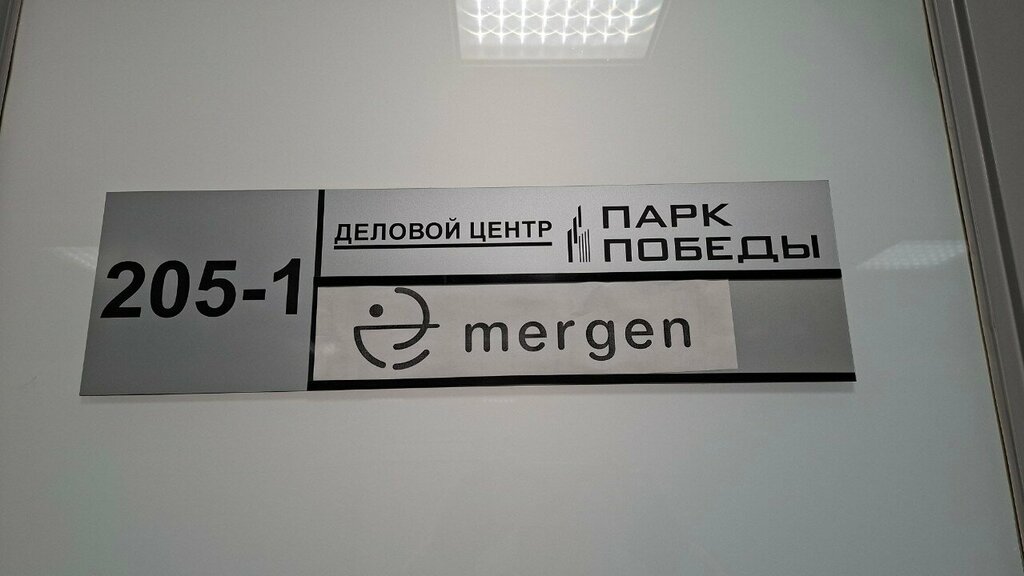 205-1
ДЕЛОВОЙ ЦЕНТР
ПАРК
ПОБЕДЫ
mergen